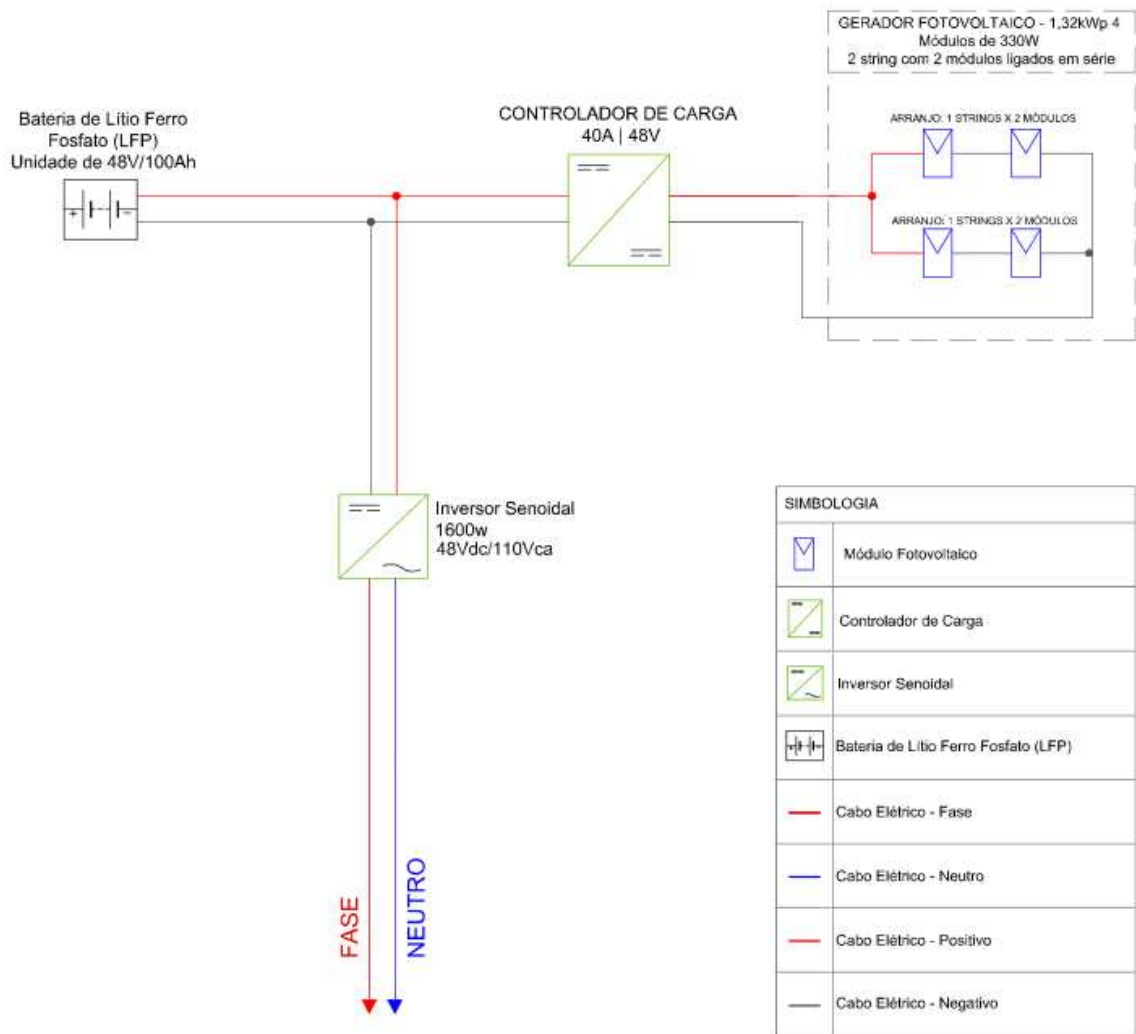 GERADOR FOTOVOLTAICO - 1,32kWp 4
Módulos de 330W
2 string com 2 módulos ligados em série
Bateria de Lítio Ferro
Fosfato (LFP)
Unidade de 48V/100Ah
CONTROLADOR DE CARGA
40A | 48V
ARRANJO: 1 STRINGS X 2 MÓDULOS
ARRANJO: 1 STRINGS X 2 MÓDULOS
Inversor Senoidal
1600w
48Vdc/110Vca
FASE
NEUTRO
SIMBOLOGIA
Módulo Fotovoltaico
Controlador de Carga
Inversor Senoidal
Bateria de Lítio Ferro Fosfato (LFP)
Cabo Elétrico - Fase
Cabo Elétrico - Neutro
Cabo Elétrico - Positivo
Cabo Elétrico - Negativo